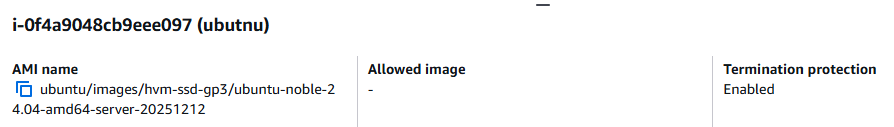 i-0f4a9048cb9eee097 (ubutnu)
AMI name
ubuntu/images/hvm-ssd-gp3/ubuntu-noble-2
4.04-amd64-server-20251212
Allowed image
-
Termination protection
Enabled